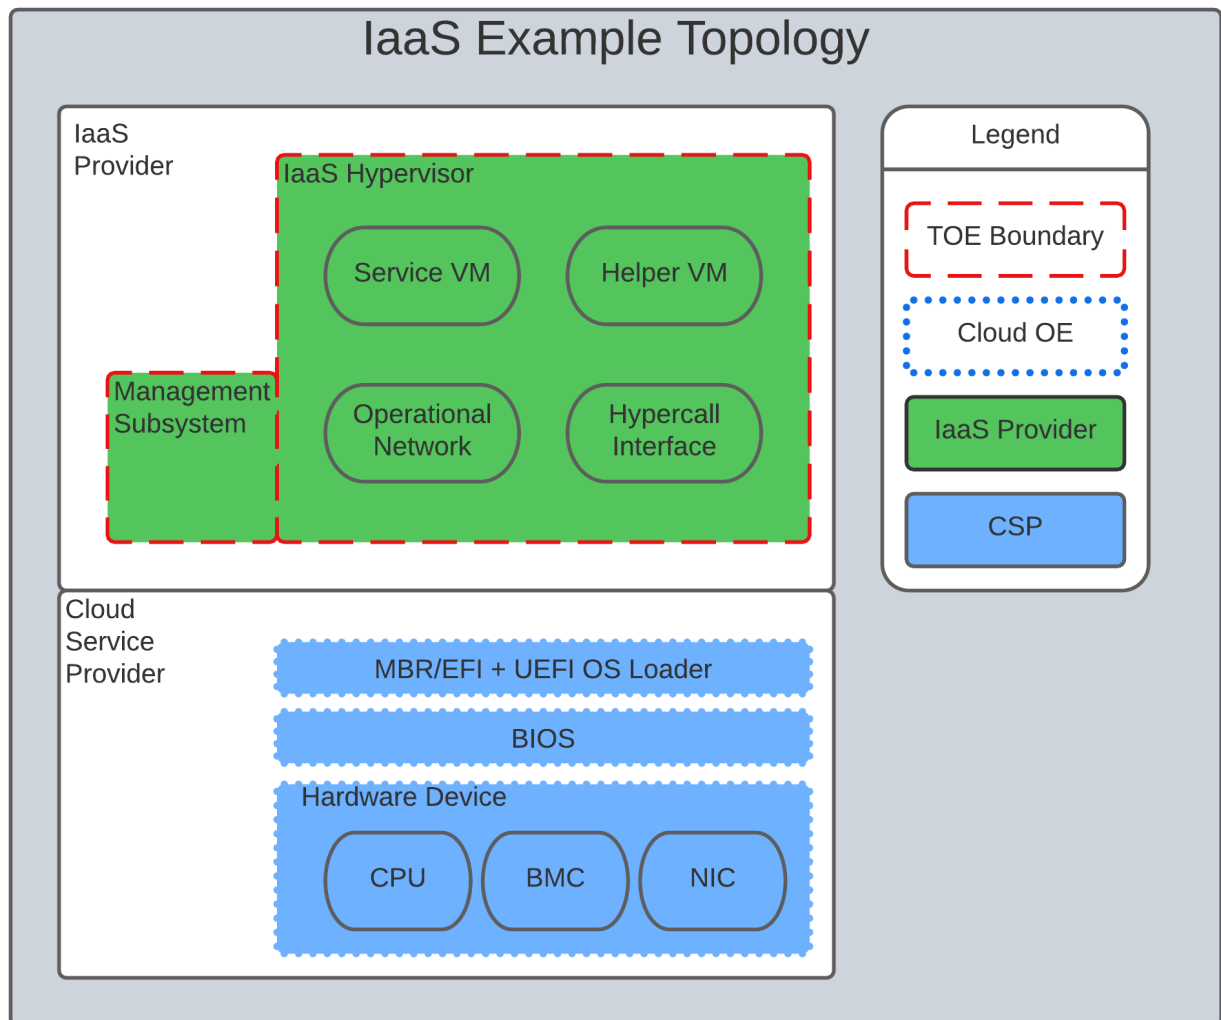 IaaS Example Topology
IaaS
Provider
IaaS Hypervisor
Service VM
Helper VM
Management
Subsystem
Operational
Network
Hypercall
Interface
Legend
TOE Boundary
Cloud OE
IaaS Provider
CSP
Cloud
Service
Provider
MBR/EFI + UEFI OS Loader
BIOS
Hardware Device
CPU
BMC
NIC